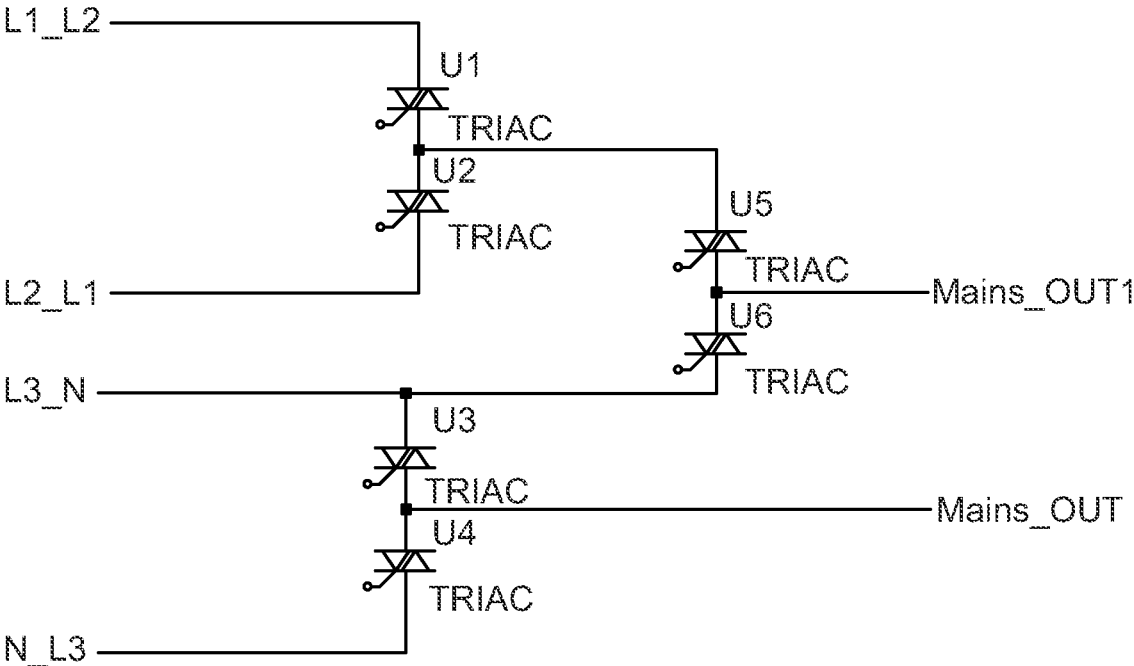 L1_L2
U1
TRIAC
U2
TRIAC
U5
TRIAC
L2_L1
Mains_OUT1
U6
TRIAC
L3_N
U3
TRIAC
Mains_OUT
U4
TRIAC
N_L3